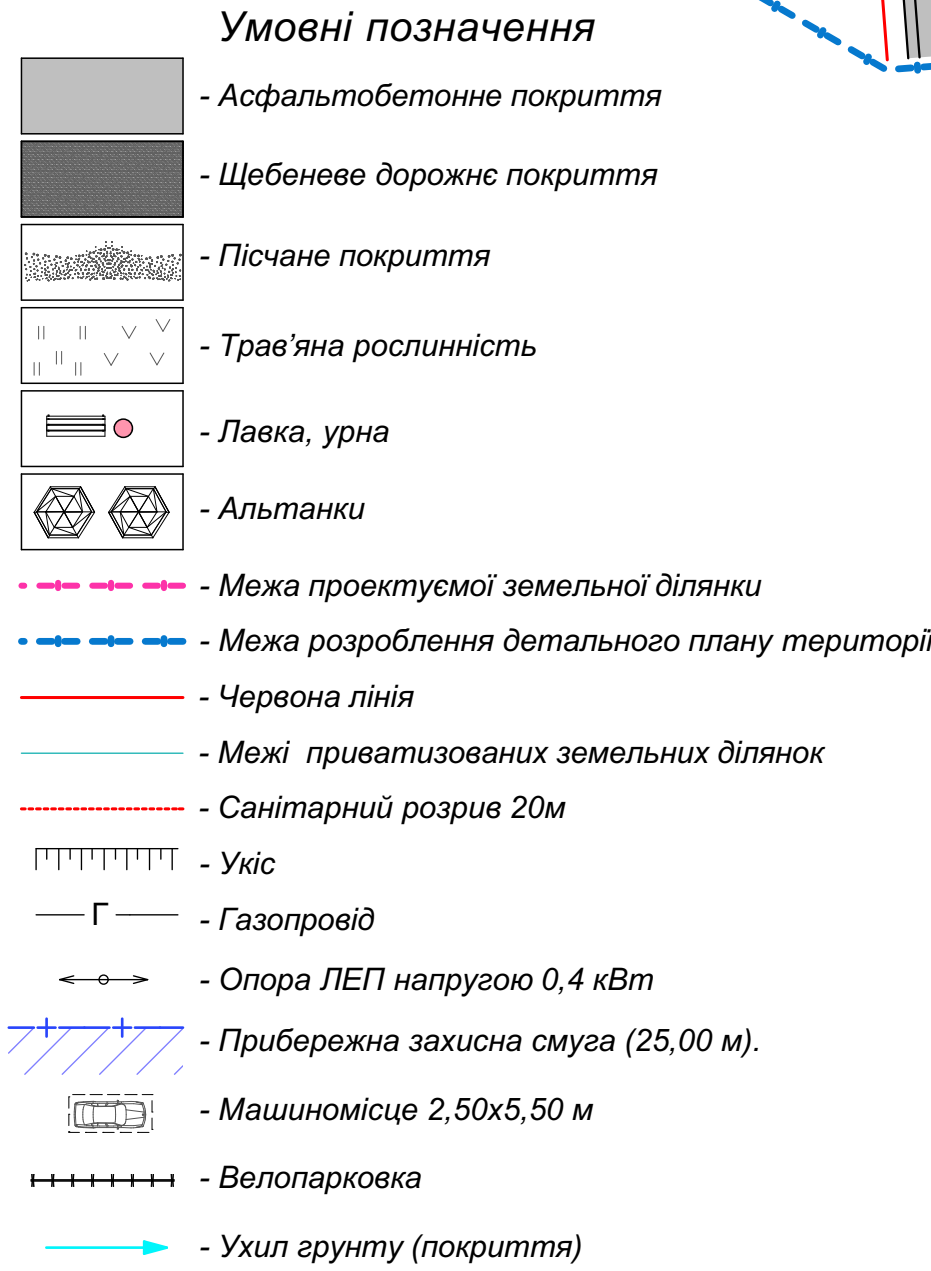 Умовні позначення
- Асфальтобетонне покриття
- Щебеневе дорожнє покриття
- Пісчане покриття
- Трав’яна рослинність
- Лавка, урна
- Альтанки
- Межа проектуємої земельної ділянки
- Межа розроблення детального плану території
- Червона лінія
- Межі приватизованих земельних ділянок
- Санітарний розрив 20м
- Укіс
Г - Газопровід
- Опора ЛЕП напругою 0,4 кВт
- Прибережна захисна смуга (25,00 м).
- Машиномісце 2,50х5,50 м
- Велопарковка
- Ухил грунту (покриття)